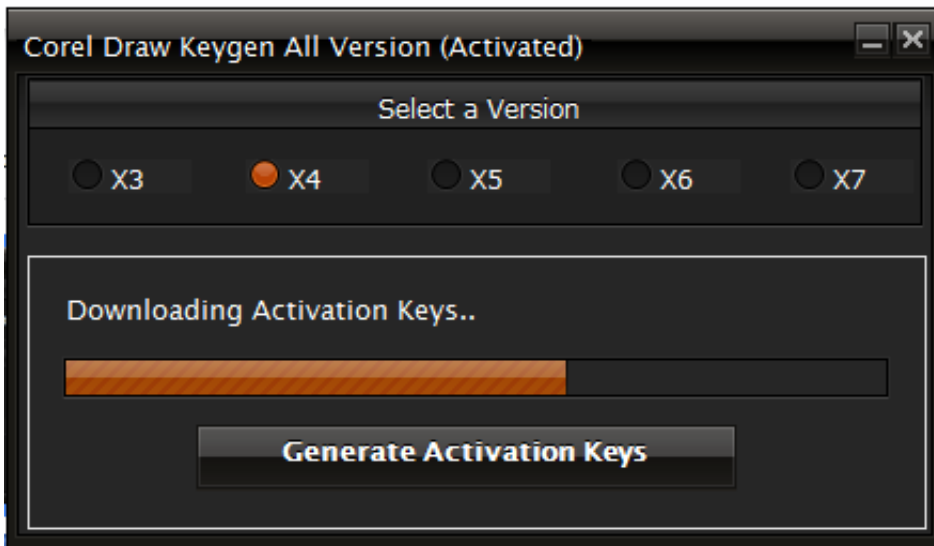 Corel Draw Keygen All Version (Activated)
Select a Version
X3 X4 X5 X6 X7
Downloading Activation Keys..
Generate Activation Keys